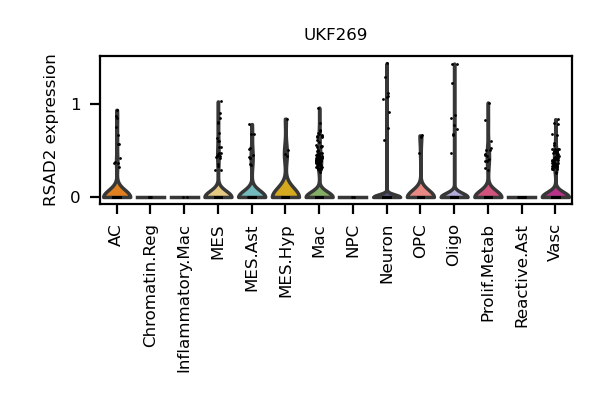 UKF269
RSAD2 expression
1
0
AC
Chromatin.Reg
Inflammatory.Mac
MES
MES.Ast
MES.Hyp
Mac
NPC
Neuron
OPC
Oligo
Prolif.Metab
Reactive.Ast
Vasc